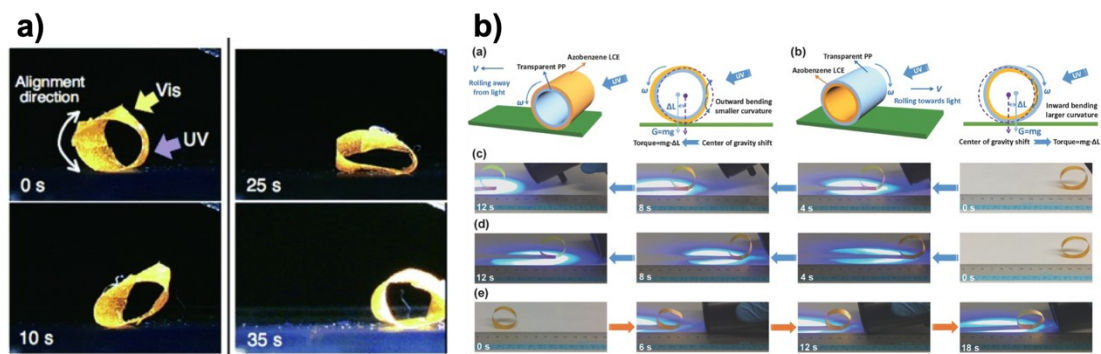 a)
Alignment
direction
Vis
UV
0 s
25 s
10 s
35 s
b)
(a)
Transparent PP
Azobenzene LCE
V
Rolling away
from light
ω
UV
ω
ΔL
UV
Outward bending
smaller curvature
G=mg
Torque=mg·ΔL
Center of gravity shift
(b)
Transparent PP
Azobenzene LCE
UV
ω
V
Rolling towards light
ω
ΔL
UV
Inward bending
larger curvature
G=mg
Center of gravity shift
Torque=mg·ΔL
(c)
12 s
8 s
4 s
0 s
(d)
12 s
8 s
4 s
0 s
(e)
0 s
6 s
12 s
18 s